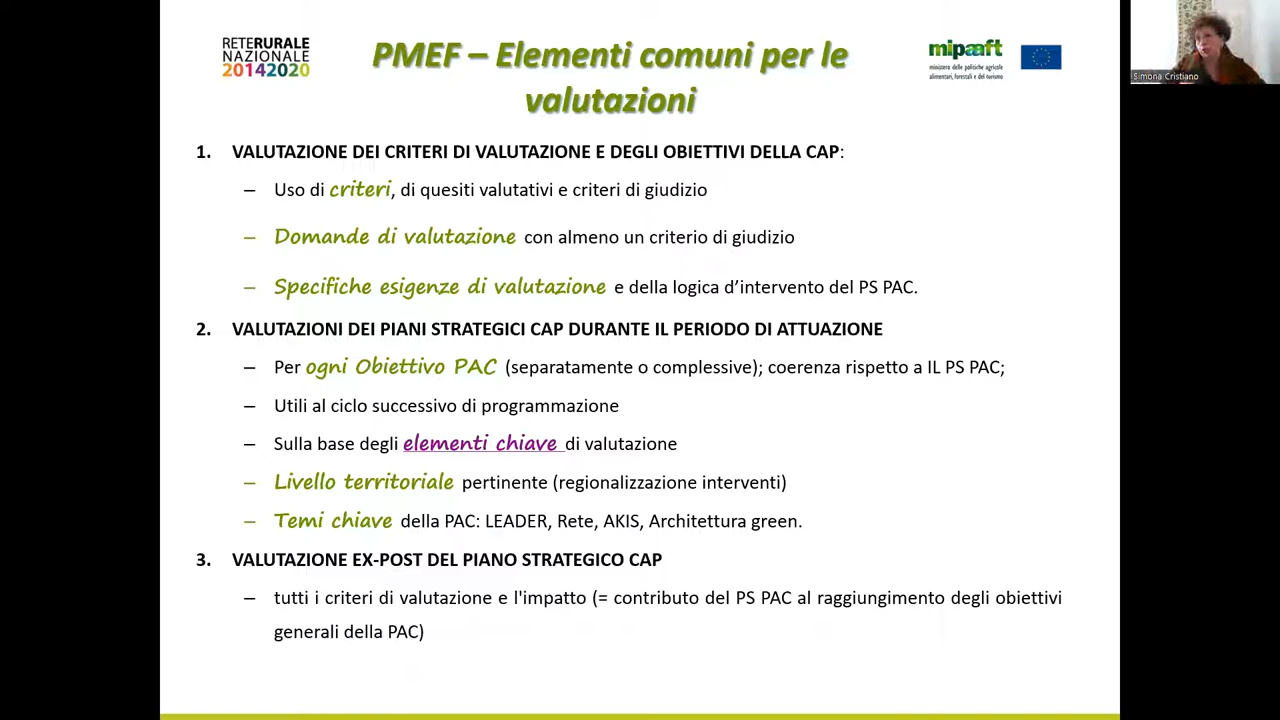 RETERURALE
NAZIONALE
20142020
PMEF – Elementi comuni per le
valutazioni
mipaaft
ministero delle politiche agricole
alimentari, forestali e del turismo
Simona Cristiano
1. VALUTAZIONE DEI CRITERI DI VALUTAZIONE E DEGLI OBIETTIVI DELLA CAP:
– Uso di criteri, di quesiti valutativi e criteri di giudizio
– Domande di valutazione con almeno un criterio di giudizio
– Specifiche esigenze di valutazione e della logica d’intervento del PS PAC.
2. VALUTAZIONI DEI PIANI STRATEGICI CAP DURANTE IL PERIODO DI ATTUAZIONE
– Per ogni Obiettivo PAC (separatamente o complessive); coerenza rispetto a IL PS PAC;
– Utili al ciclo successivo di programmazione
– Sulla base degli elementi chiave di valutazione
– Livello territoriale pertinente (regionalizzazione interventi)
– Temi chiave della PAC: LEADER, Rete, AKIS, Architettura green.
3. VALUTAZIONE EX-POST DEL PIANO STRATEGICO CAP
– tutti i criteri di valutazione e l'impatto (= contributo del PS PAC al raggiungimento degli obiettivi
generali della PAC)